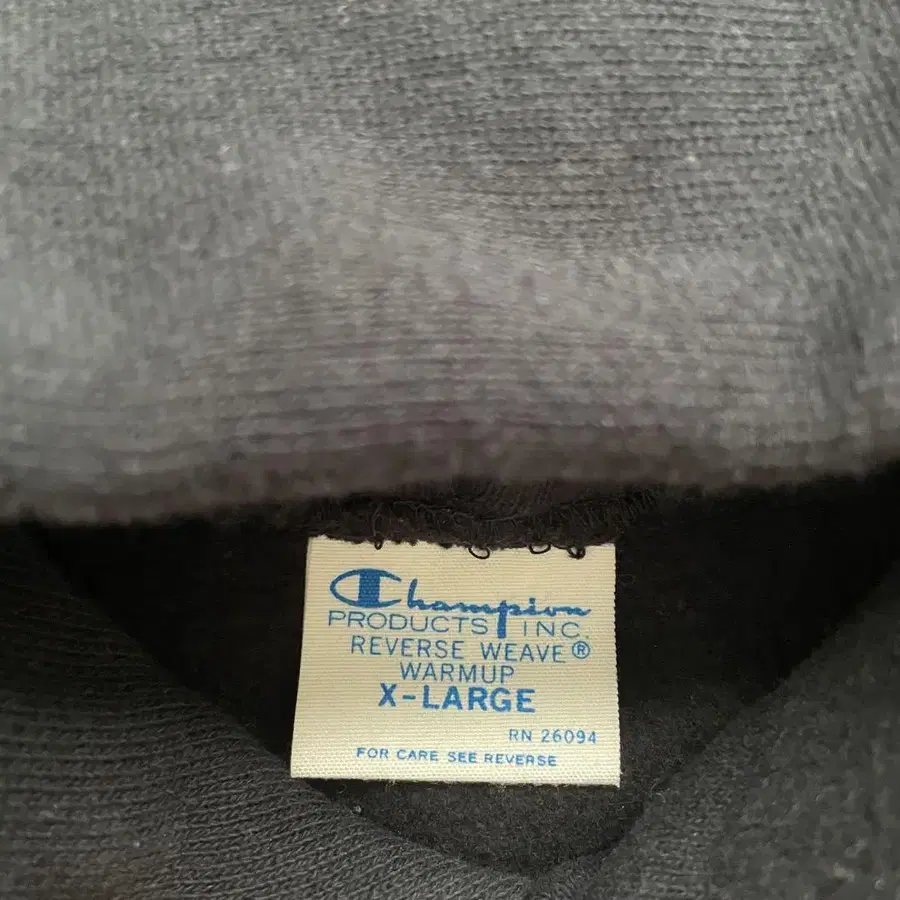 Champion
PRODUCTS INC.
REVERSE WEAVE®
WARMUP
X-LARGE
RN 26094
FOR CARE SEE REVERSE